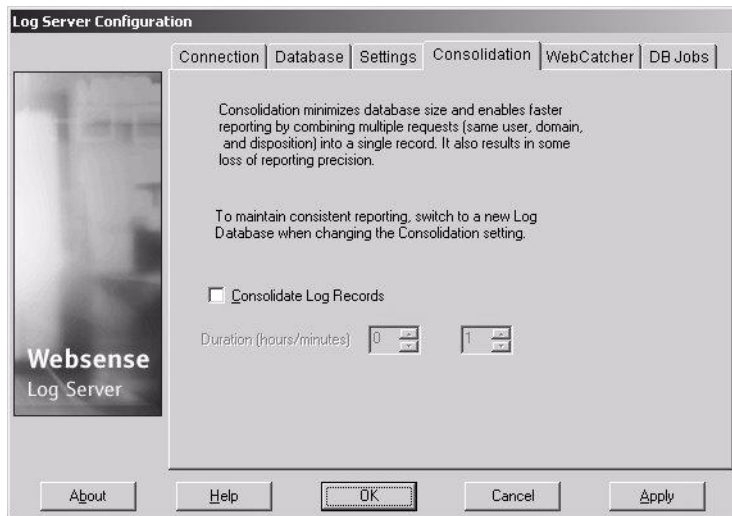 Log Server Configuration
Connection Database Settings Consolidation WebCatcher DB Jobs
Consolidation minimizes database size and enables faster
reporting by combining multiple requests (same user, domain,
and disposition) into a single record. It also results in some
loss of reporting precision.
To maintain consistent reporting, switch to a new Log
Database when changing the Consolidation setting.
Consolidate Log Records
Duration (hours/minutes) 0 1
Websense
Log Server
About Help OK Cancel Apply